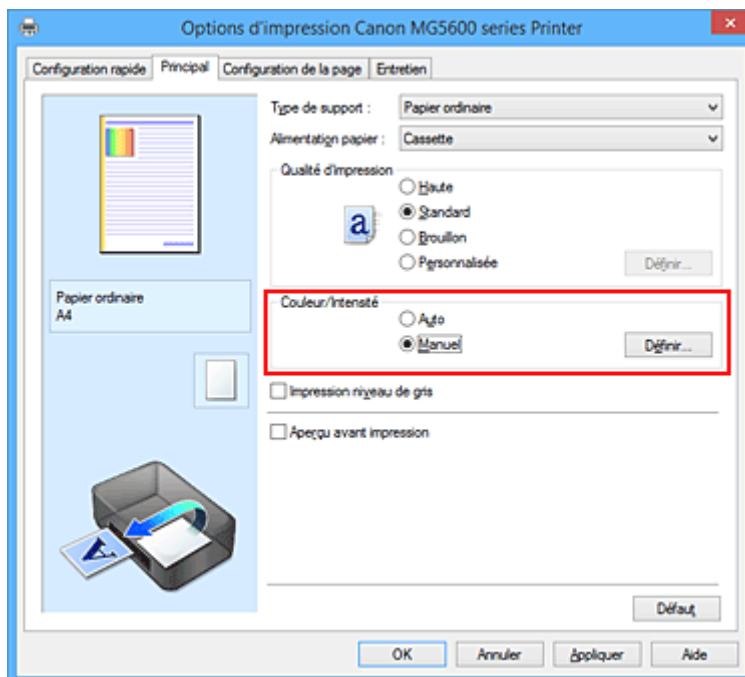 Options d'impression Canon MG5600 series Printer
Configuration rapide Principal Configuration de la page Entretien
Type de support : Papier ordinaire
Alimentation papier : Cassette
Qualité d'impression
Haute
a Standard
Brouillon
Personnalisée Définir...
Papier ordinaire
A4
Couleur/Intensité
Auto
Manuel Définir...
Impression niveau de gris
Aperçu avant impression
A
Défaut
OK Annuler Appliquer Aide